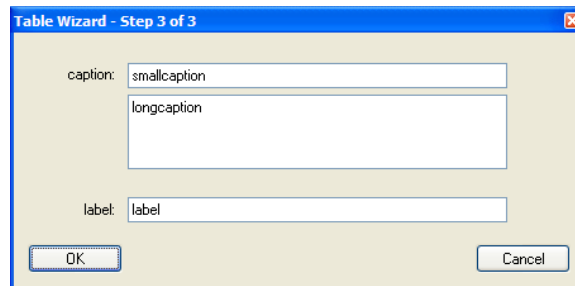 Table Wizard - Step 3 of 3
caption: smallcaption
longcaption
label: label
OK Cancel